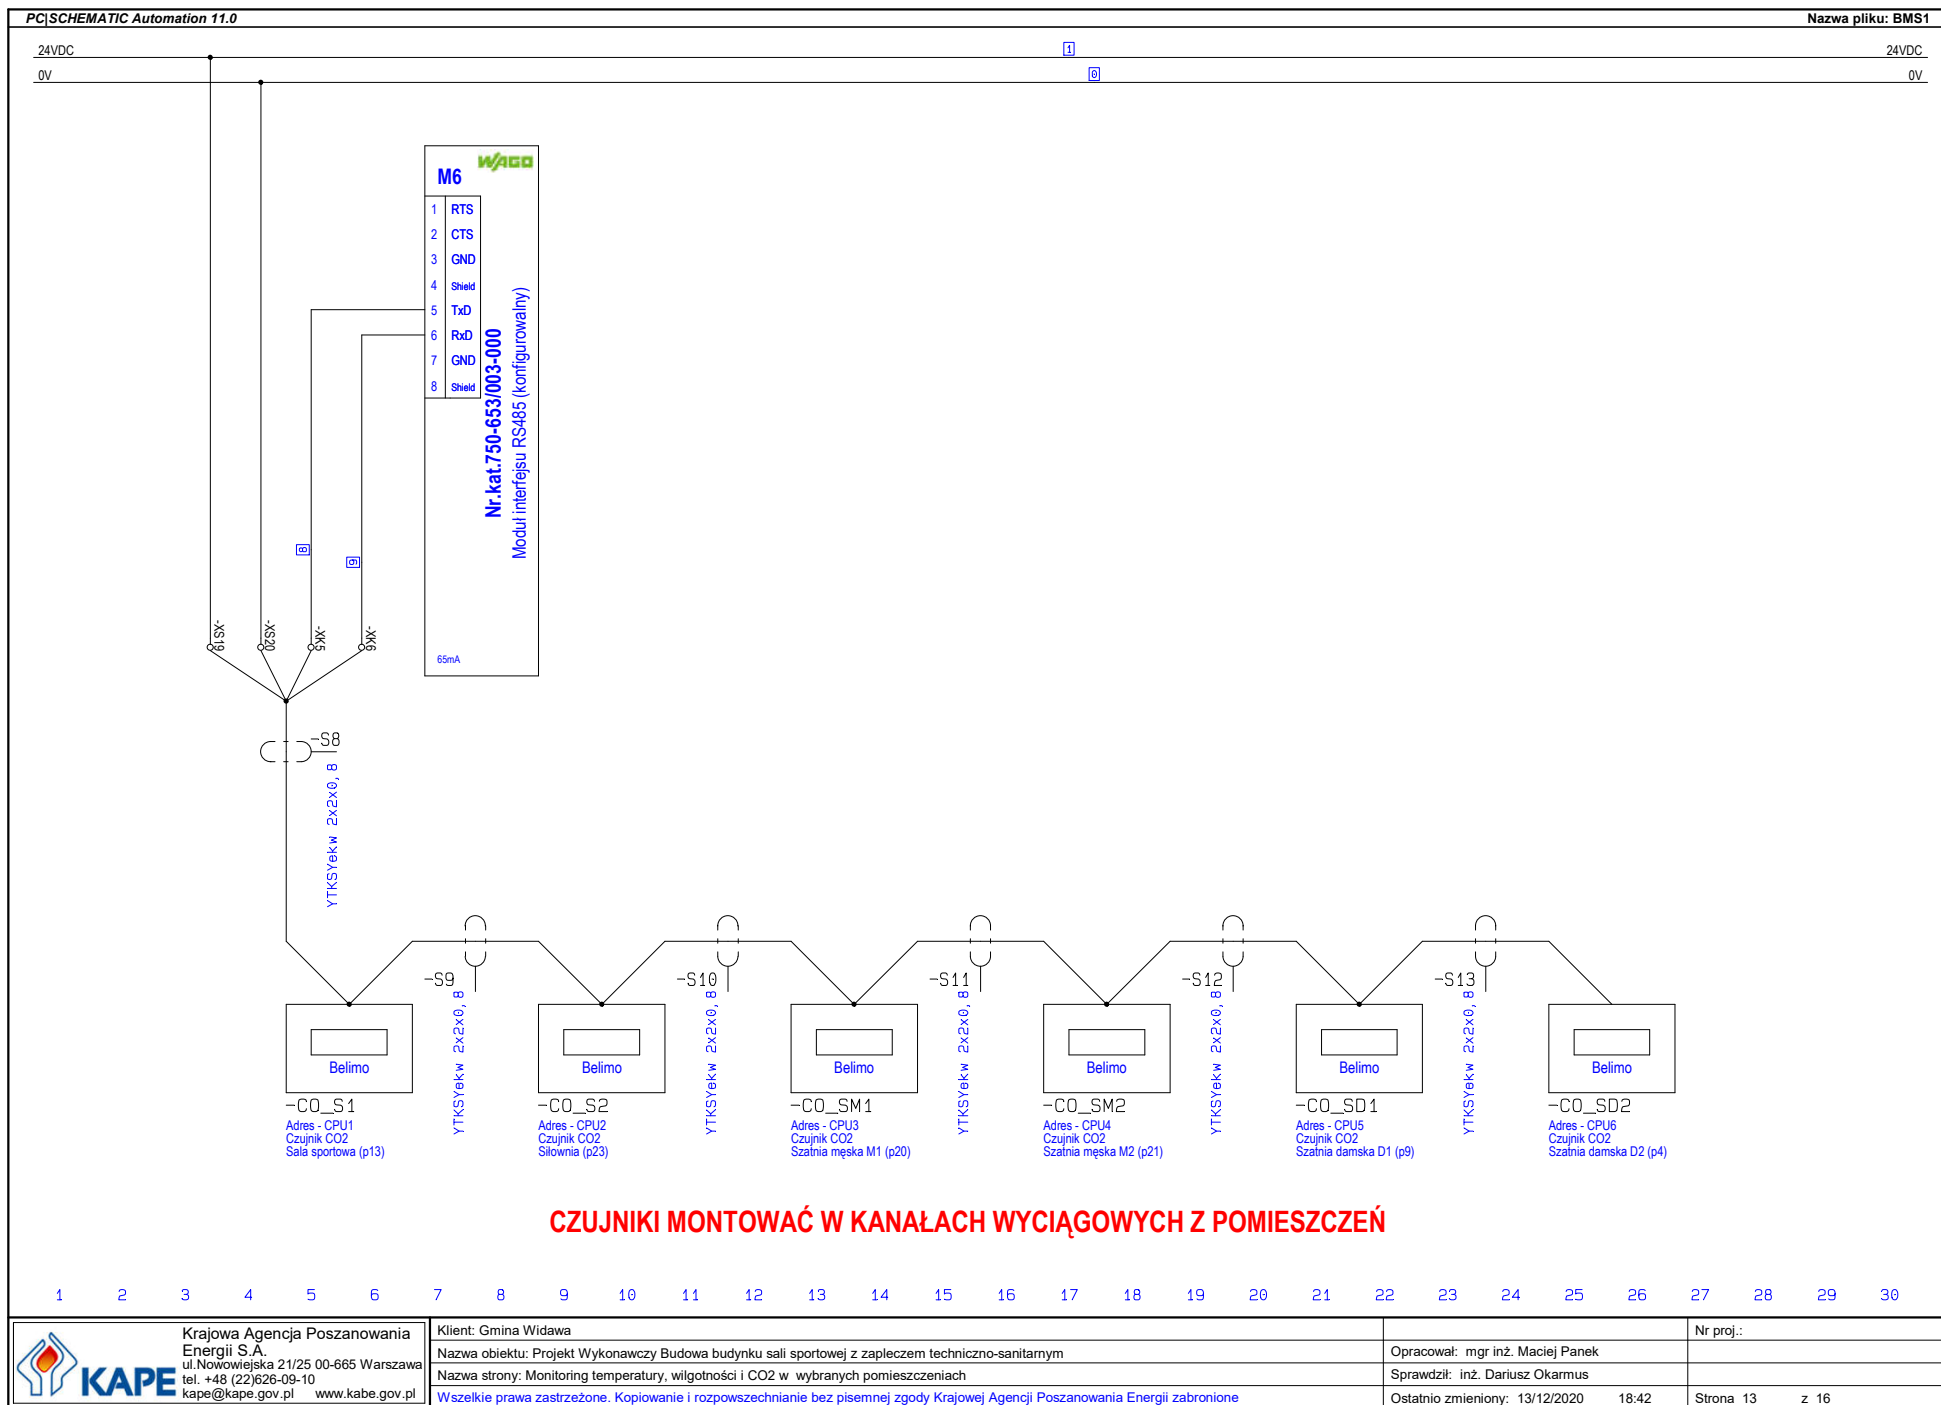 PC|SCHEMATIC Automation 11.0
Nazwa pliku: BMS1
24VDC
1
24VDC
0V
0
0V
WAGO
M6
1 RTS
2 CTS
3 GND
4 Shield
5 TxD
6 RxD
7 GND
8 Shield
Nr.kat.750-653/003-000
Moduł interfejsu RS485 (konfigurowalny)
8
9
-XS19
-XS20
-XK5
-XK6
65mA
-S8
YTKSYekw 2x2x0,8
-S9
YTKSYekw 2x2x0,8
-S10
YTKSYekw 2x2x0,8
-S11
YTKSYekw 2x2x0,8
-S12
YTKSYekw 2x2x0,8
-S13
YTKSYekw 2x2x0,8
Belimo
-CO_S1
Adres - CPU1
Czujnik CO2
Sala sportowa (p13)
Belimo
-CO_S2
Adres - CPU2
Czujnik CO2
Siłownia (p23)
Belimo
-CO_SM1
Adres - CPU3
Czujnik CO2
Szatnia męska M1 (p20)
Belimo
-CO_SM2
Adres - CPU4
Czujnik CO2
Szatnia męska M2 (p21)
Belimo
-CO_SD1
Adres - CPU5
Czujnik CO2
Szatnia damska D1 (p9)
Belimo
-CO_SD2
Adres - CPU6
Czujnik CO2
Szatnia damska D2 (p4)
CZUJNIKI MONTOWAĆ W KANAŁACH WYCIĄGOWYCH Z POMIESZCZEŃ
1 2 3 4 5 6 7 8 9 10 11 12 13 14 15 16 17 18 19 20 21 22 23 24 25 26 27 28 29 30
KAPE
Krajowa Agencja Poszanowania
Energii S.A.
ul.Nowowiejska 21/25 00-665 Warszawa
tel. +48 (22)626-09-10
kape@kape.gov.pl www.kabe.gov.pl
Klient: Gmina Widawa
Nazwa obiektu: Projekt Wykonawczy Budowa budynku sali sportowej z zapleczem techniczno-sanitarnym
Nazwa strony: Monitoring temperatury, wilgotności i CO2 w wybranych pomieszczeniach
Wszelkie prawa zastrzeżone. Kopiowanie i rozpowszechnianie bez pisemnej zgody Krajowej Agencji Poszanowania Energii zabronione
Opracował: mgr inż. Maciej Panek
Sprawdził: inż. Dariusz Okarmus
Ostatnio zmieniony: 13/12/2020 18:42
Nr proj.:
Strona 13 z 16